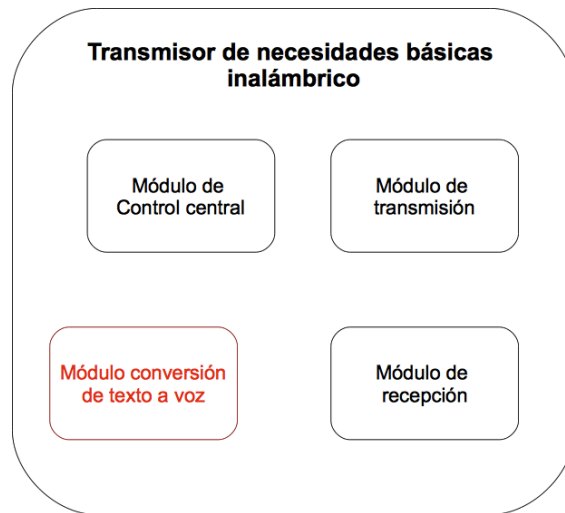 Transmisor de necesidades básicas
inalámbrico
Módulo de
Control central
Módulo de
transmisión
Módulo conversión
de texto a voz
Módulo de
recepción